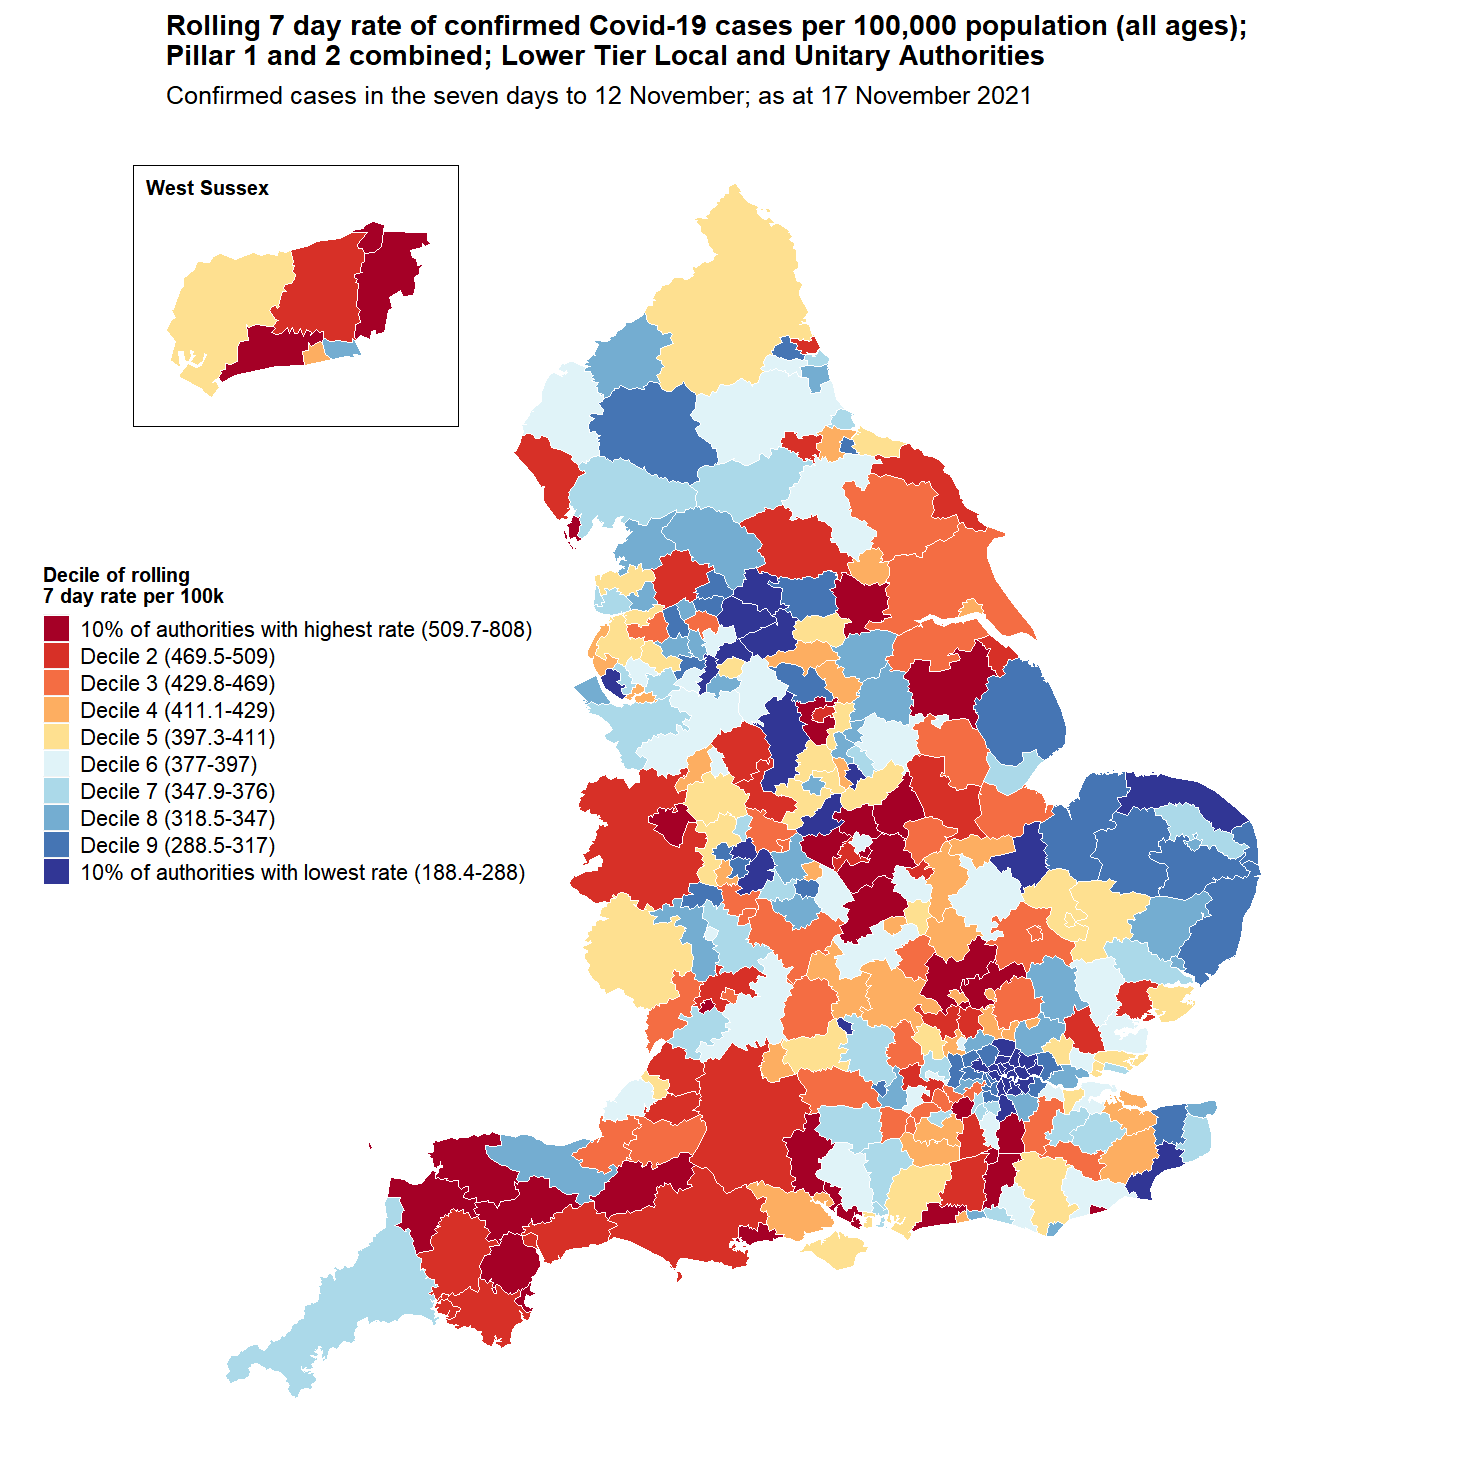 Rolling 7 day rate of confirmed Covid-19 cases per 100,000 population (all ages);
Pillar 1 and 2 combined; Lower Tier Local and Unitary Authorities
Confirmed cases in the seven days to 12 November; as at 17 November 2021
West Sussex
Decile of rolling
7 day rate per 100k
10% of authorities with highest rate (509.7-808)
Decile 2 (469.5-509)
Decile 3 (429.8-469)
Decile 4 (411.1-429)
Decile 5 (397.3-411)
Decile 6 (377-397)
Decile 7 (347.9-376)
Decile 8 (318.5-347)
Decile 9 (288.5-317)
10% of authorities with lowest rate (188.4-288)